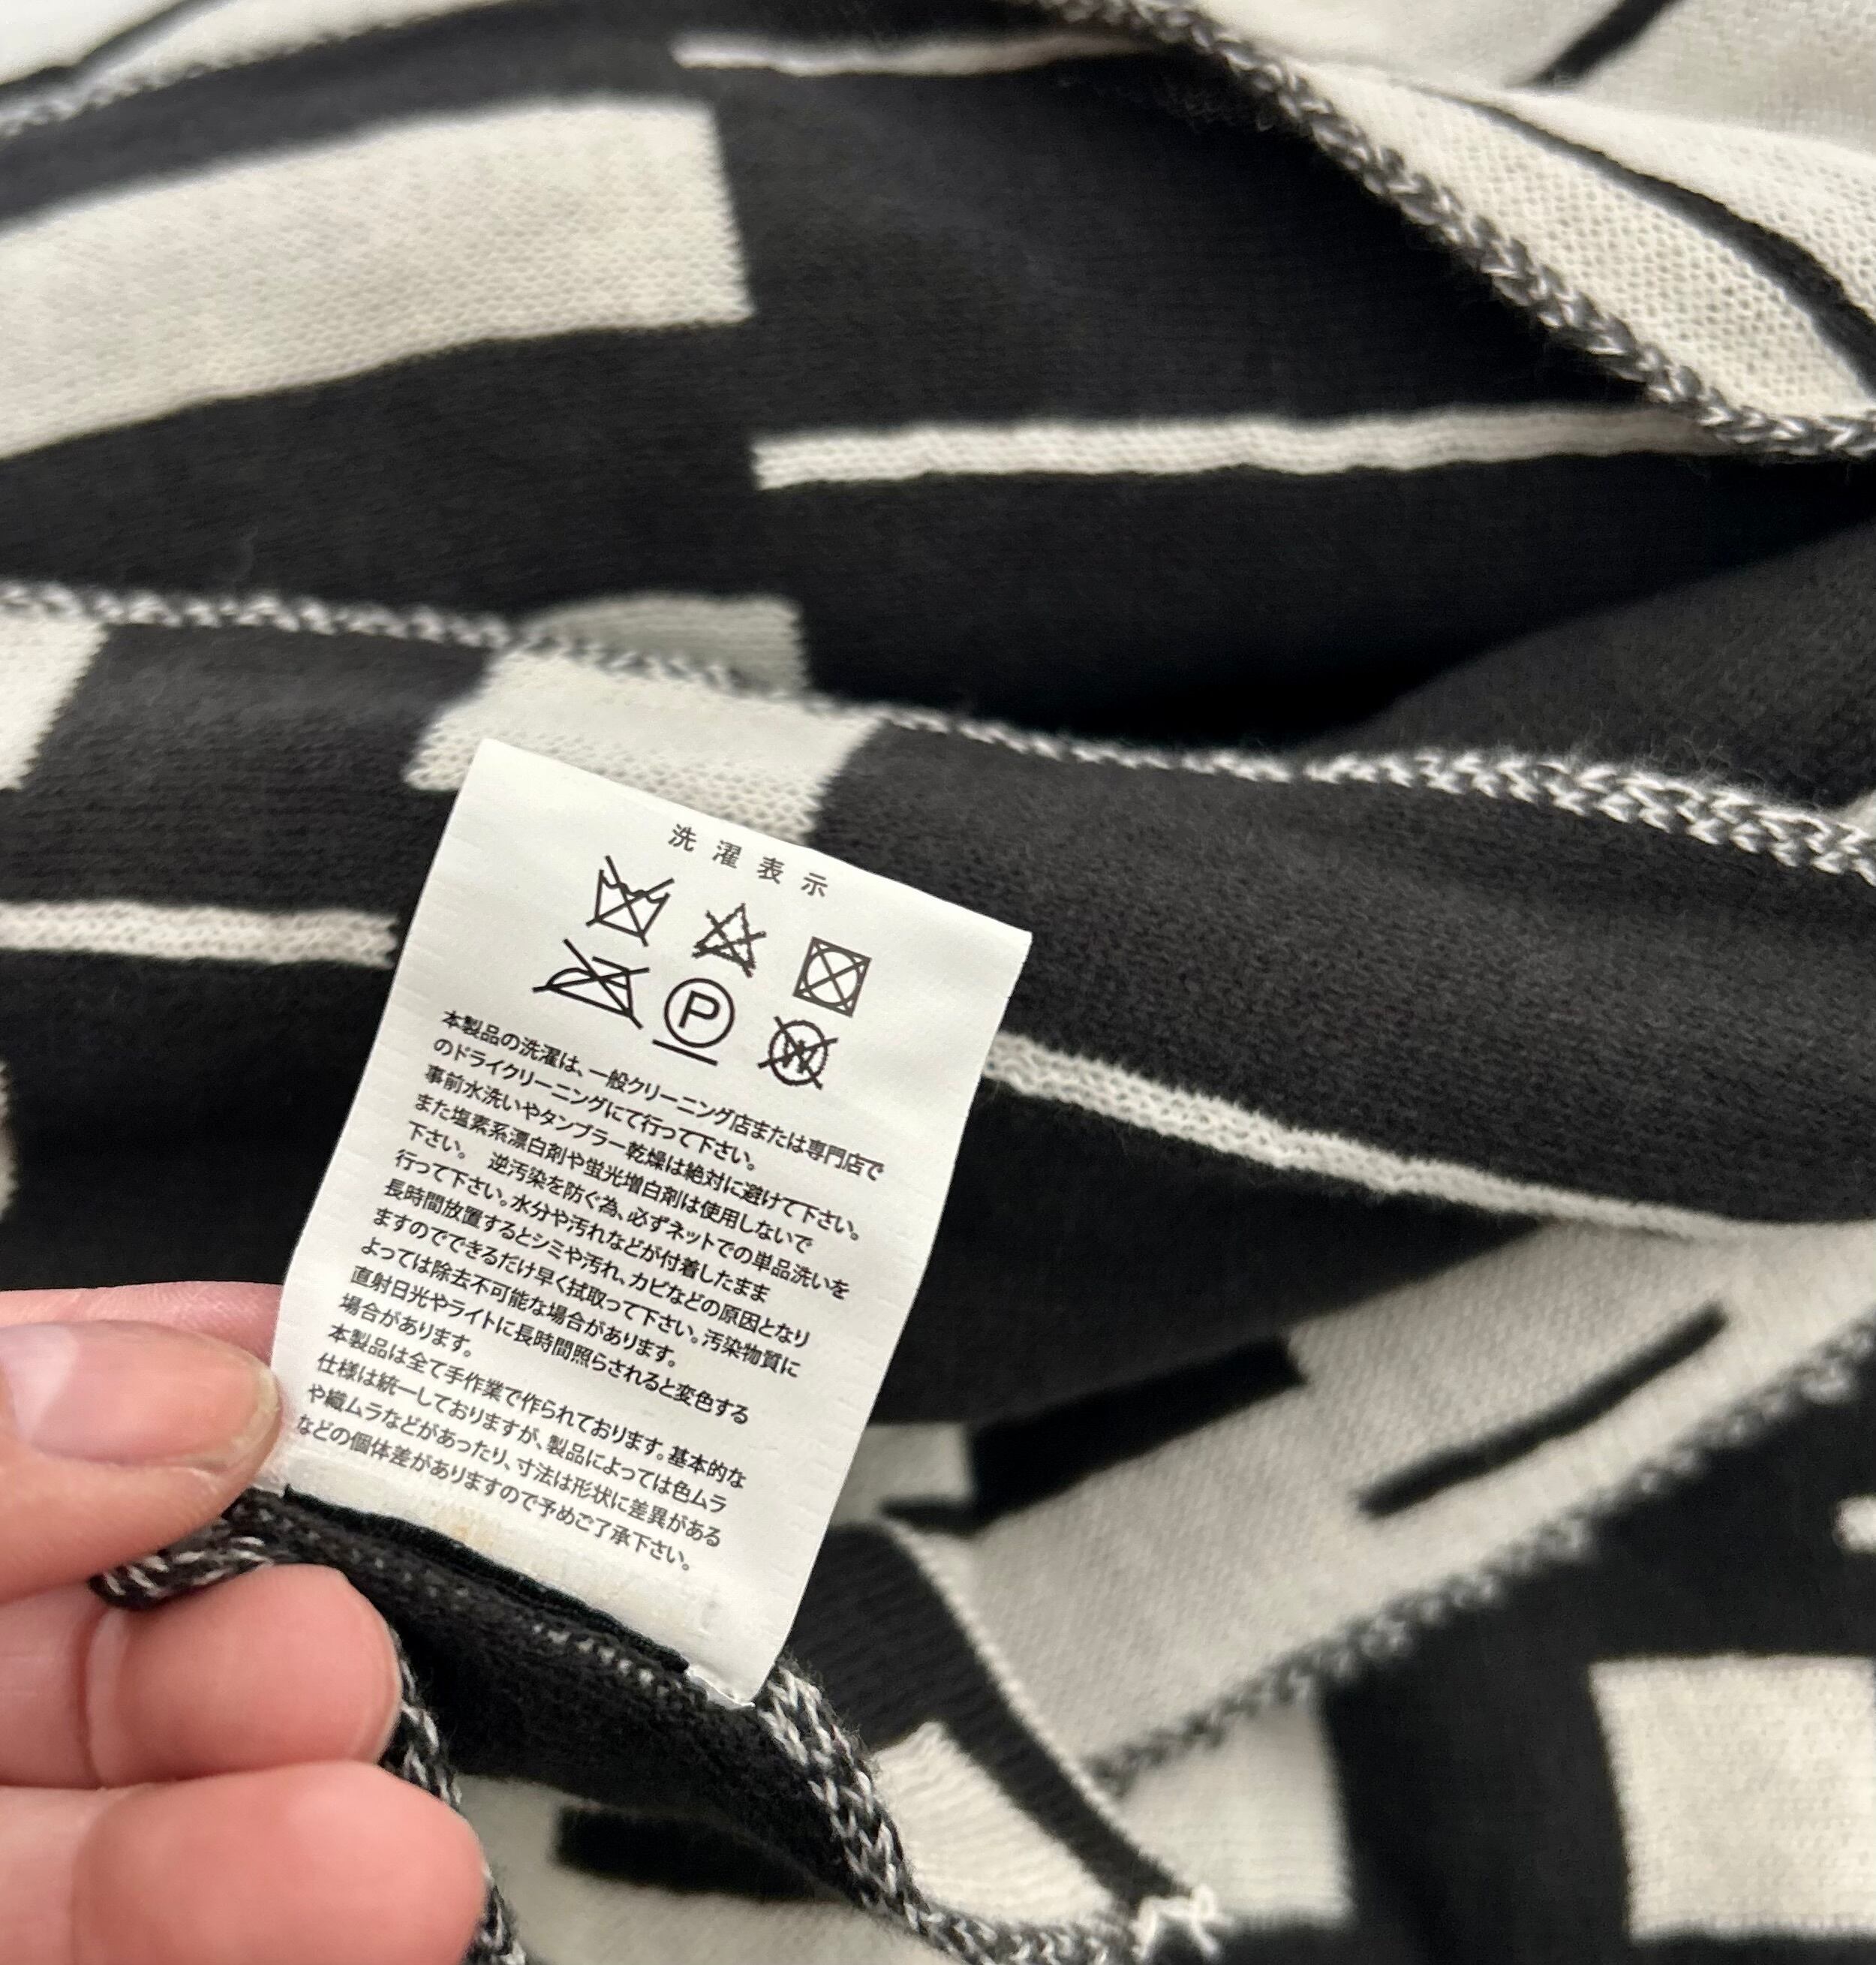 洗濯表示
P
W
本製品の洗濯は、一般クリーニング店または専門店で
のドライクリーニングにて行って下さい。
事前水洗いやタンブラー乾燥は絶対に避けて下さい。
また塩素系漂白剤や蛍光増白剤は使用しないで
下さい。 逆汚染を防ぐ為、必ずネットでの単品洗いを
行って下さい。水分や汚れなどが付着したまま
長時間放置するとシミや汚れ、カビなどの原因となり
ますのでできるだけ早く拭取って下さい。汚染物質に
よっては除去不可能な場合があります。
直射日光やライトに長時間照らされると変色する
場合があります。
本製品は全て手作業で作られております。基本的な
仕様は統一しておりますが、製品によっては色ムラ
や織ムラなどがあったり、寸法は形状に差異がある
などの個体差がありますので予めご了承下さい。